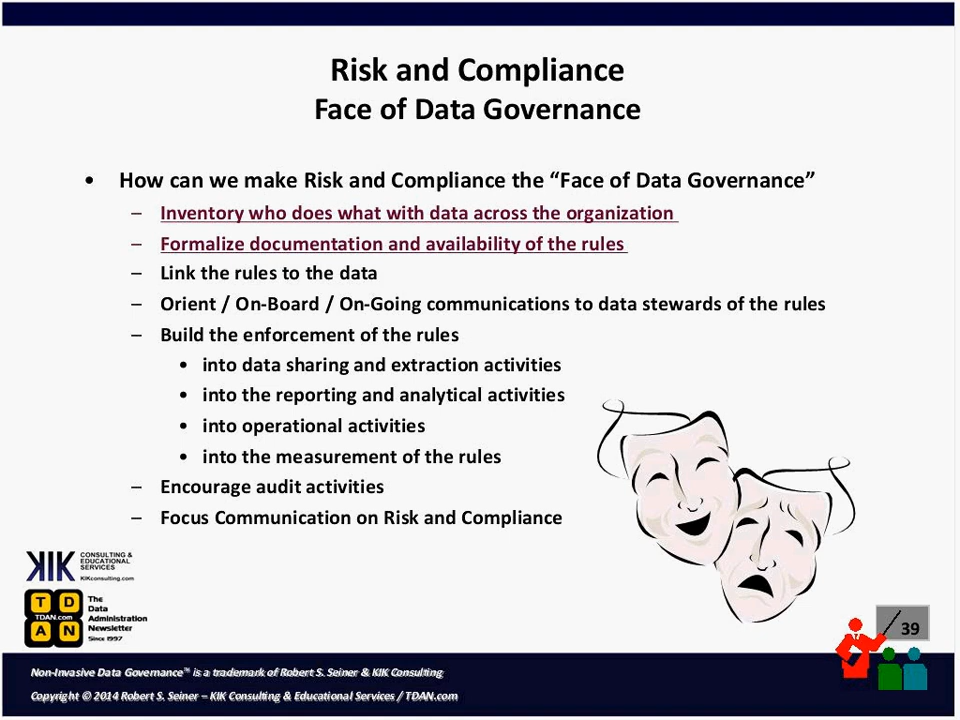 Risk and Compliance
Face of Data Governance
• How can we make Risk and Compliance the “Face of Data Governance”
– Inventory who does what with data across the organization
– Formalize documentation and availability of the rules
– Link the rules to the data
– Orient / On-Board / On-Going communications to data stewards of the rules
– Build the enforcement of the rules
• into data sharing and extraction activities
• into the reporting and analytical activities
• into operational activities
• into the measurement of the rules
– Encourage audit activities
– Focus Communication on Risk and Compliance
KIK
CONSULTING &
EDUCATIONAL
SERVICES
KIKconsulting.com
T D
TDAN.com
A N
The
Data
Administration
Newsletter
Since 1997
39
Non-Invasive Data Governance™ is a trademark of Robert S. Seiner & KIK Consulting
Copyright © 2014 Robert S. Seiner – KIK Consulting & Educational Services / TDAN.com